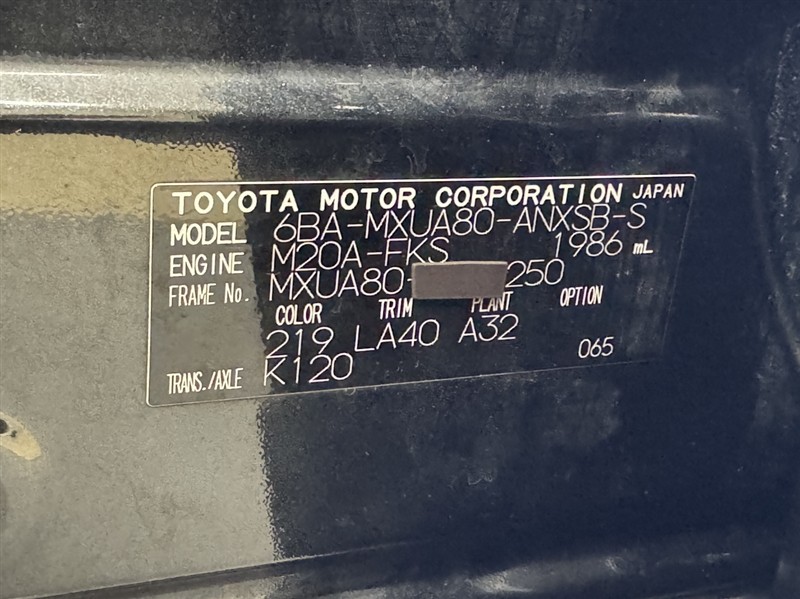 TOYOTA MOTOR CORPORATION JAPAN
MODEL 6BA-MXUA80-ANXSB-S
ENGINE M20A-FKS 1986 mL
FRAME No. MXUA80- 250
COLOR TRIM PLANT OPTION
219 LA40 A32
TRANS./AXLE K120 065